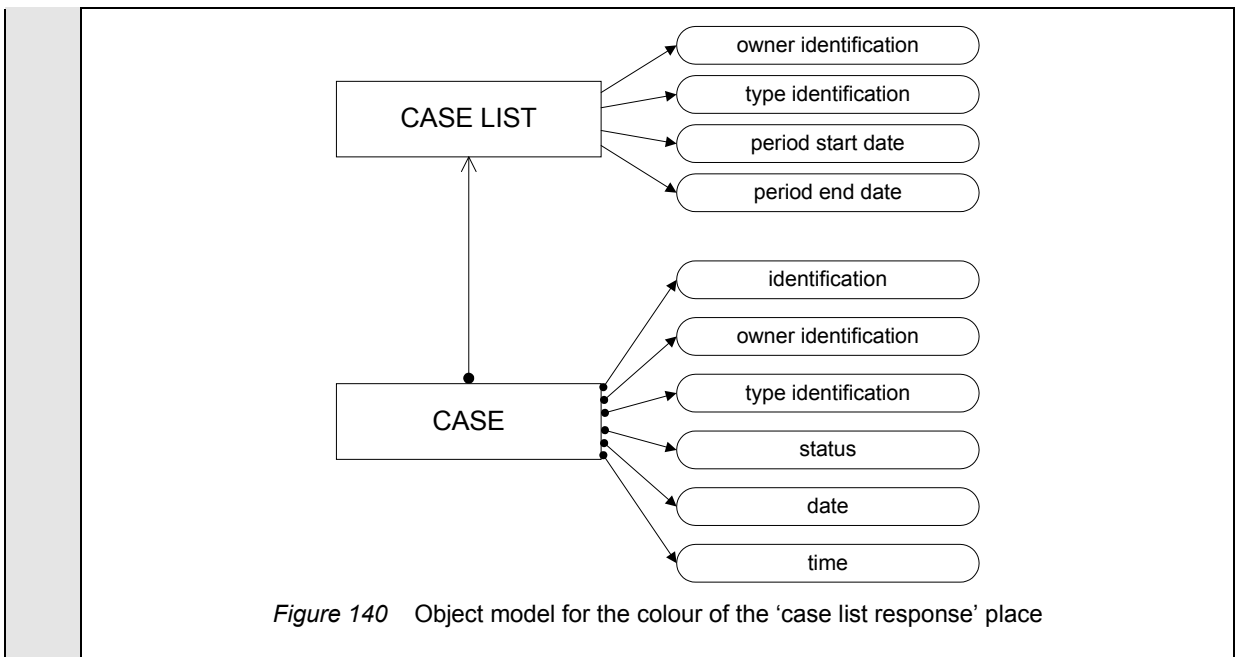 owner identification
CASE LIST
type identification
period start date
period end date
identification
owner identification
type identification
CASE
status
date
time
Figure 140 Object model for the colour of the ‘case list response’ place